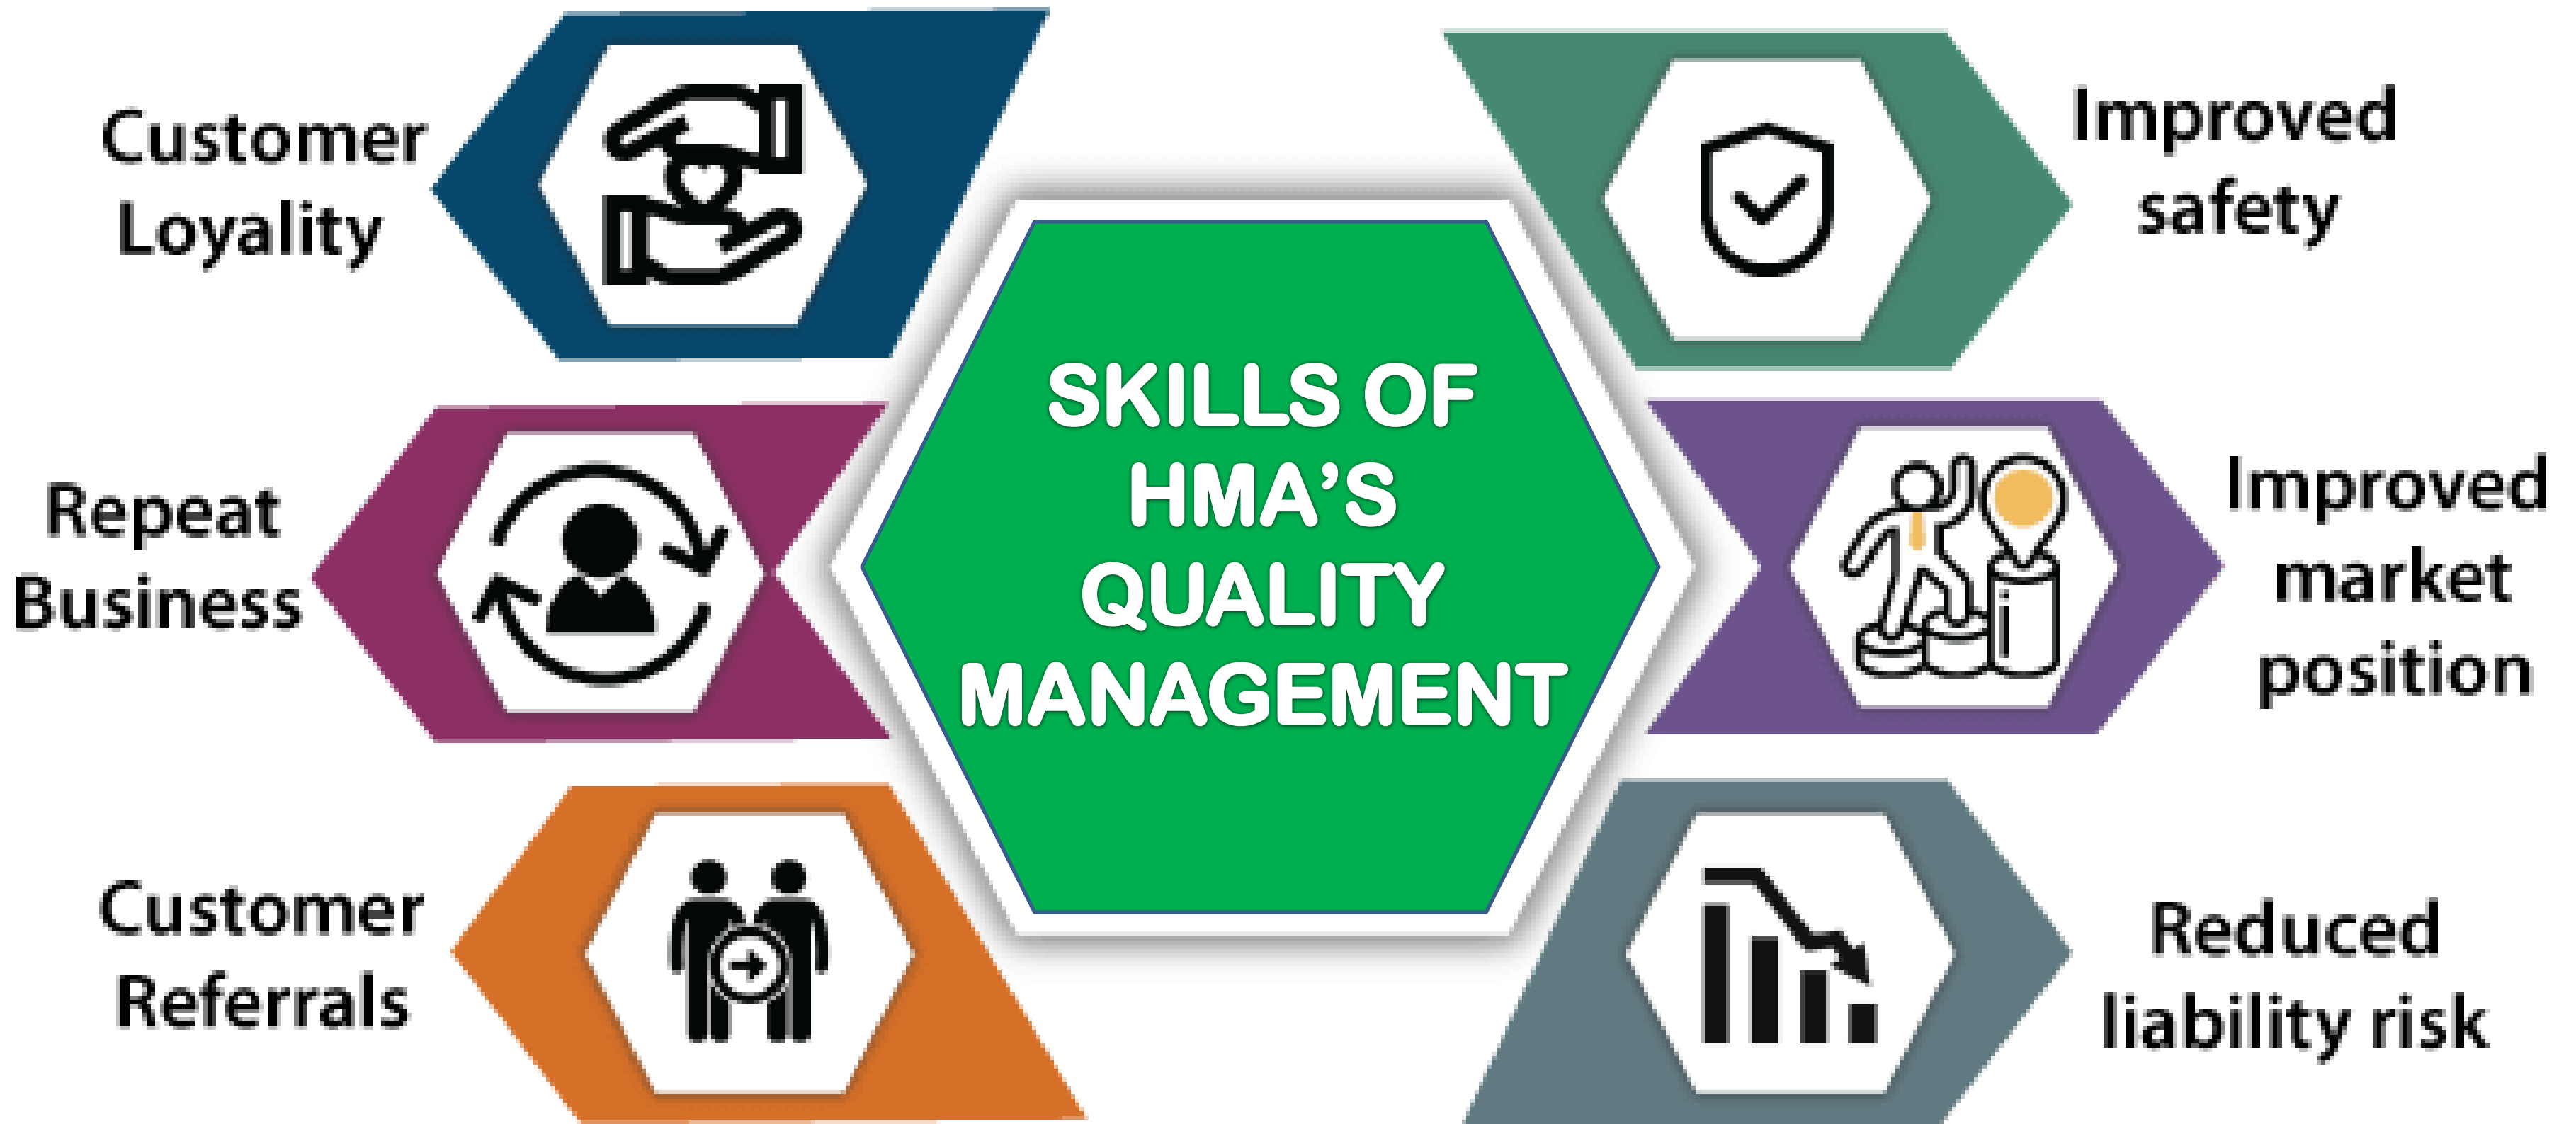 Customer
Loyality
Repeat
Business
Customer
Referrals
SKILLS OF
HMA’S
QUALITY
MANAGEMENT
Improved
safety
Improved
market
position
Reduced
liability risk